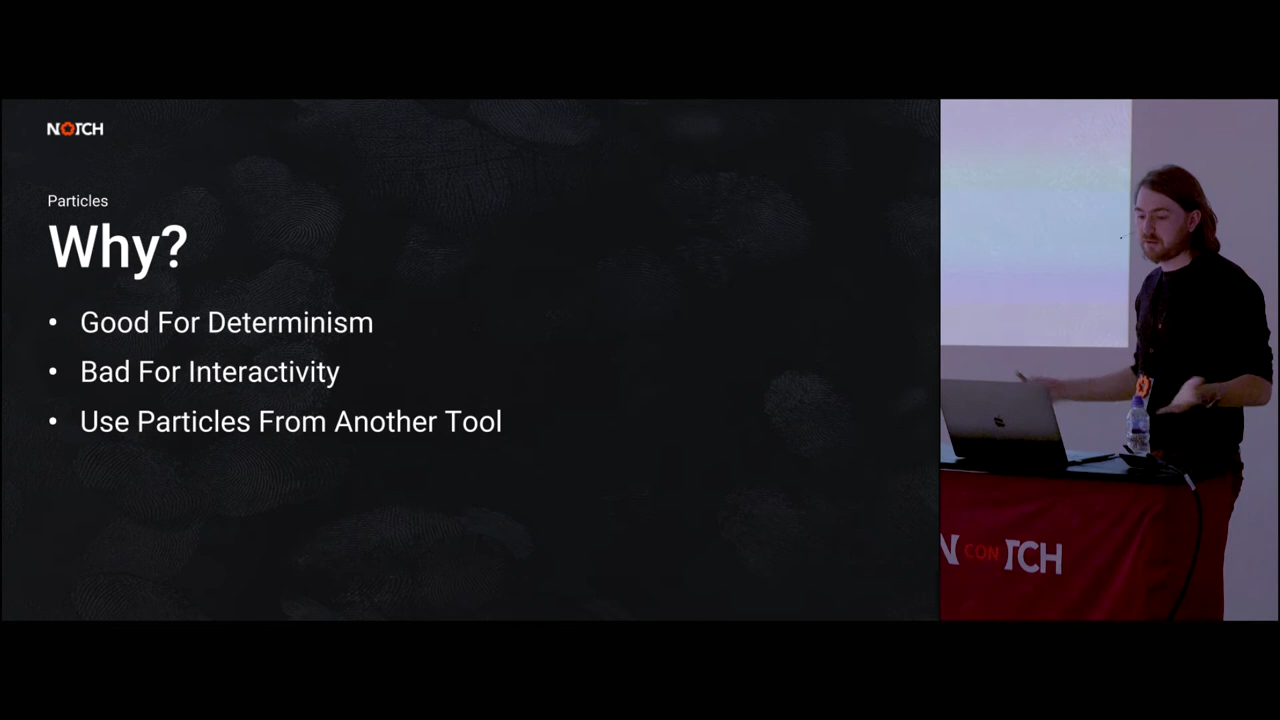 NOTCH
Particles
Why?
• Good For Determinism
• Bad For Interactivity
• Use Particles From Another Tool
N CON TCH